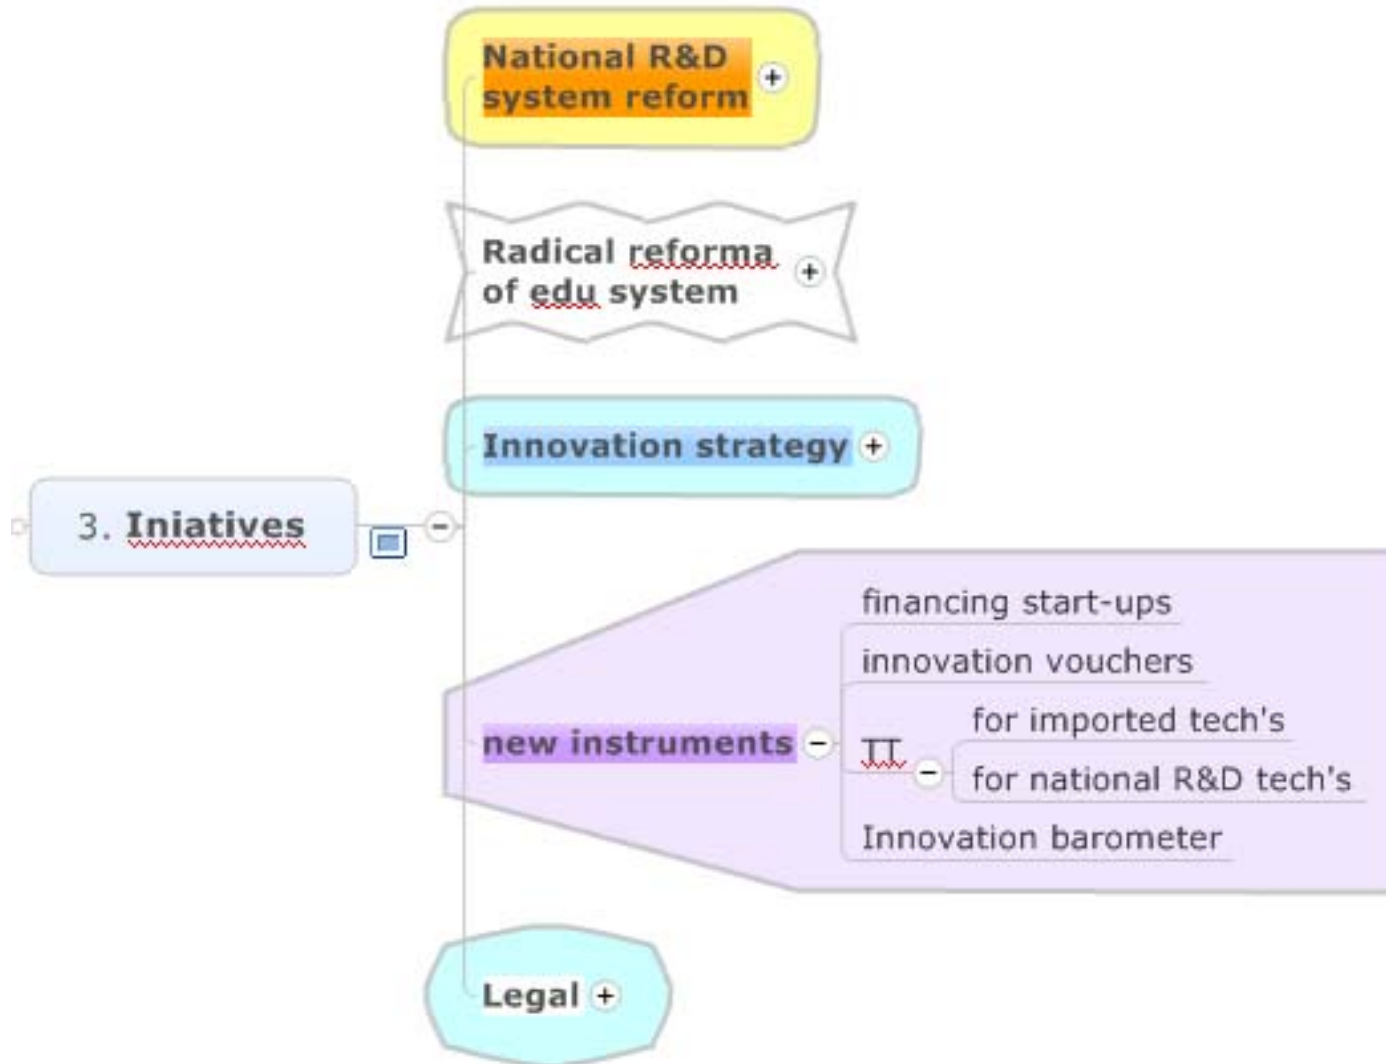 National R&D
system reform
Radical reforma
of edu system
Innovation strategy
3. Iniatives
financing start-ups
innovation vouchers
new instruments
TT
for imported tech's
for national R&D tech's
Innovation barometer
Legal